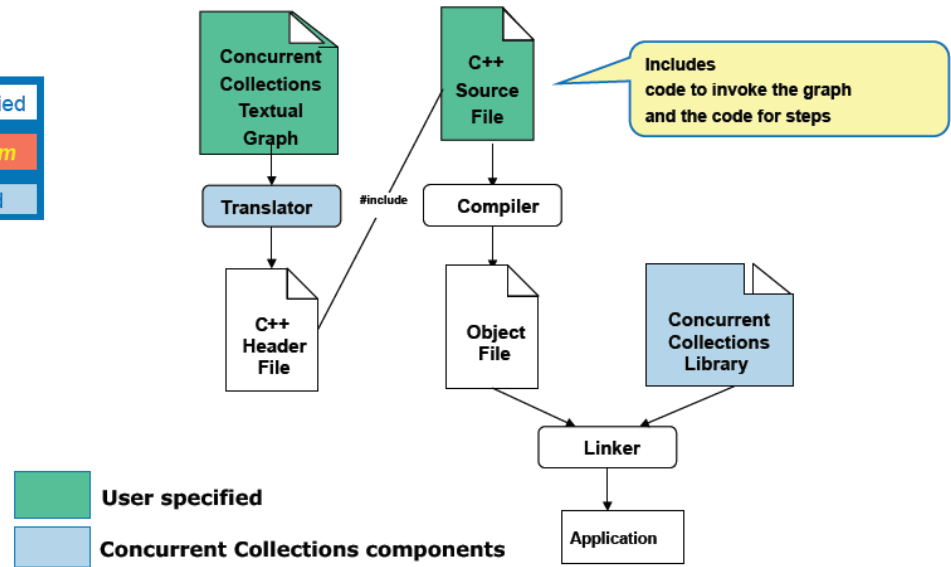 Concurrent
Collections
Textual
Graph
C++
Source
File
Includes
code to invoke the graph
and the code for steps
Translator
#include
Compiler
C++
Header
File
Object
File
Concurrent
Collections
Library
Linker
Application
User specified
Concurrent Collections components